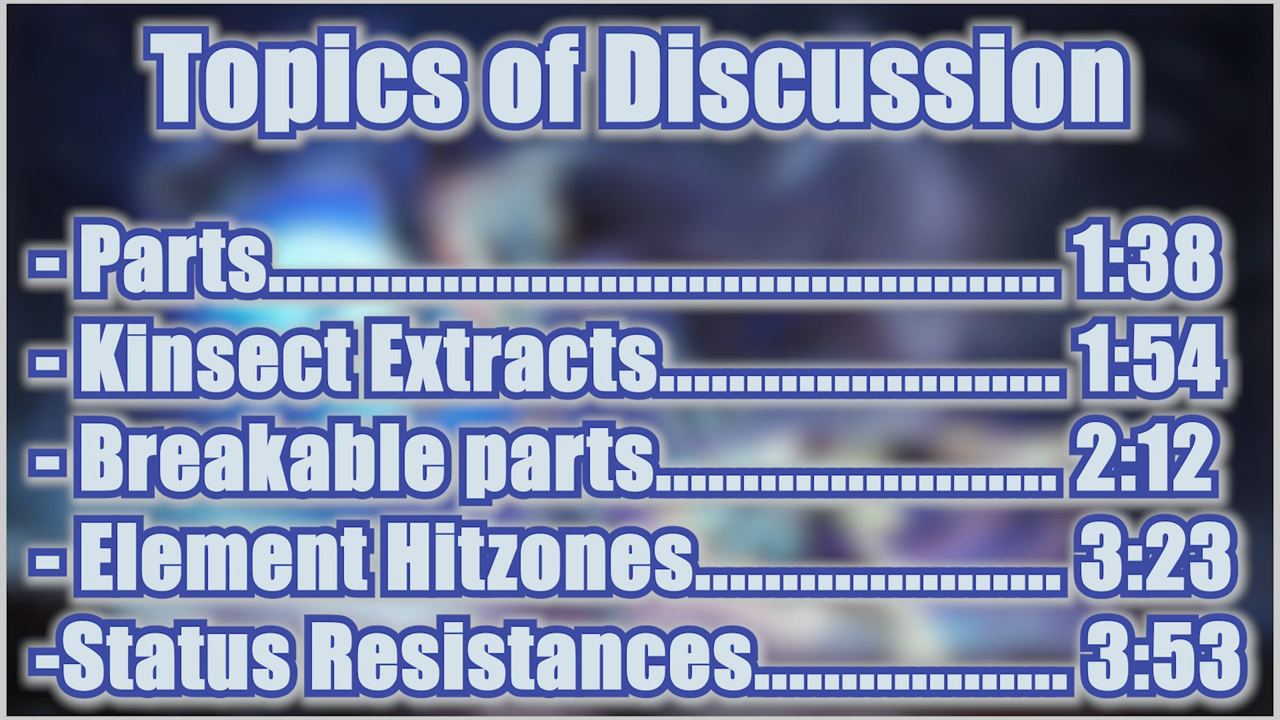 Topics of Discussion
- Parts............................................. 1:38
- Kinsect Extracts....................... 1:54
- Breakable parts....................... 2:12
- Element Hitzones..................... 3:23
-Status Resistances.................. 3:53